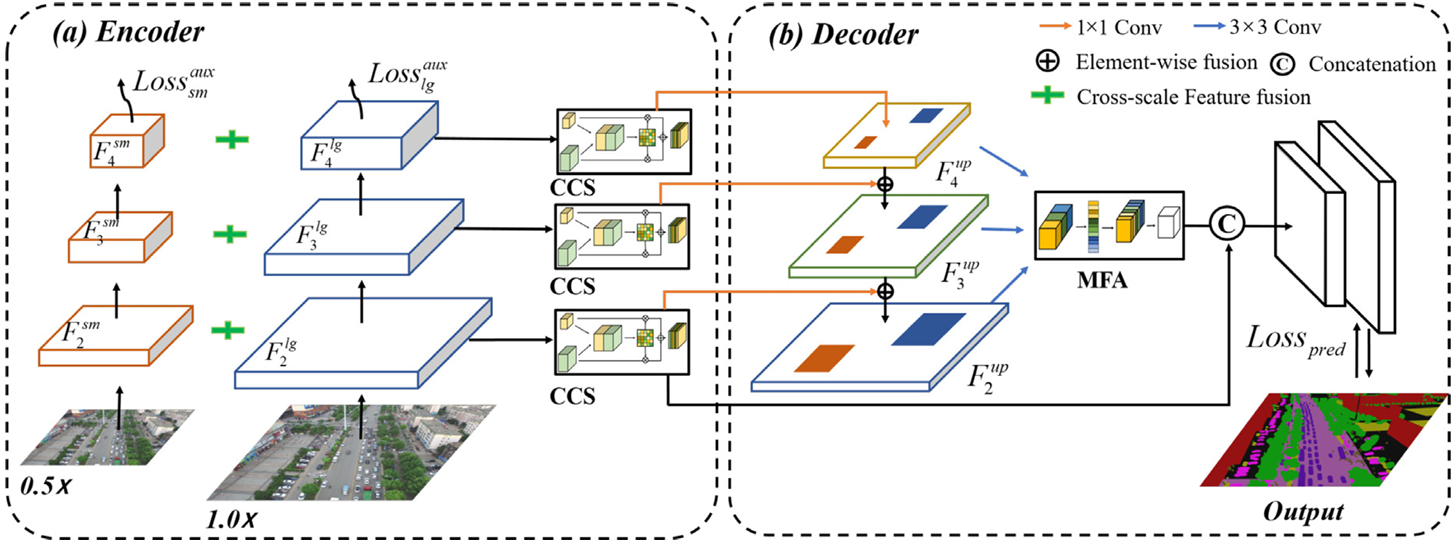 (a) Encoder
Loss_{sm}^{aux}
Loss_{lg}^{aux}
F_4^{sm}
F_4^{lg}
CCS
F_3^{sm}
F_3^{lg}
CCS
F_2^{sm}
F_2^{lg}
CCS
0.5X
1.0X
(b) Decoder
1×1 Conv
3×3 Conv
Element-wise fusion
C Concatenation
Cross-scale Feature fusion
F_4^{up}
F_3^{up}
F_2^{up}
MFA
C
Loss_{pred}
Output